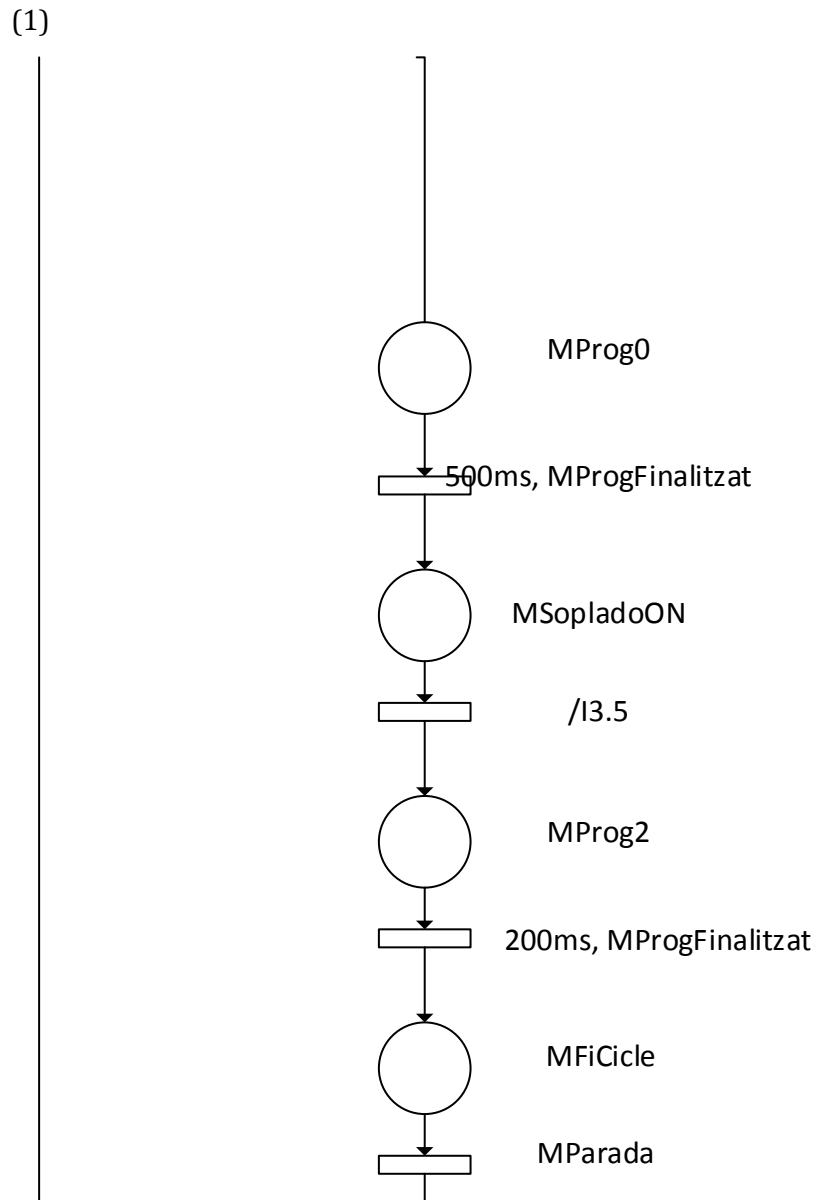 (1)
MProg0
500ms, MProgFinalitzat
MSopladoON
/I3.5
MProg2
200ms, MProgFinalitzat
MFiCicle
MParada